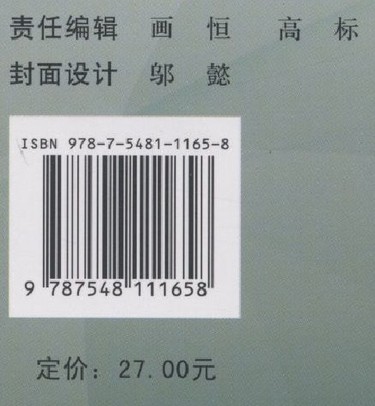 责任编辑 画 恒 高 标
封面设计 邬 懿
ISBN 978-7-5481-1165-8
9 787548 111658
定价：27.00元